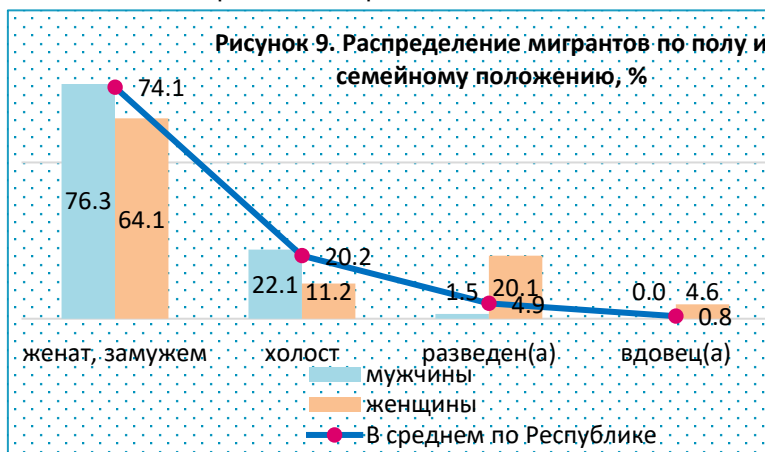 Рисунок 9. Распределение мигрантов по полу и
семейному положению, %
74.1
76.3
64.1
20.2
22.1
11.2
1.5
20.1
4.9
0.0
4.6
0.8
женат, замужем
холост
разведен(а)
вдовец(а)
мужчины
женщины
В среднем по Республике